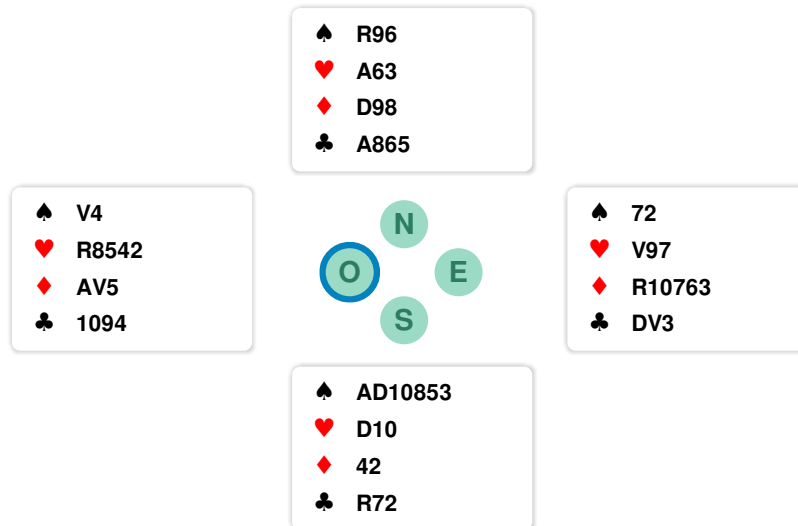 ♠ R96
♥ A63
♦ D98
♣ A865
♠ V4
♥ R8542
♦ AV5
♣ 1094
N
O E
S
♠ 72
♥ V97
♦ R10763
♣ DV3
♠ AD10853
♥ D10
♦ 42
♣ R72